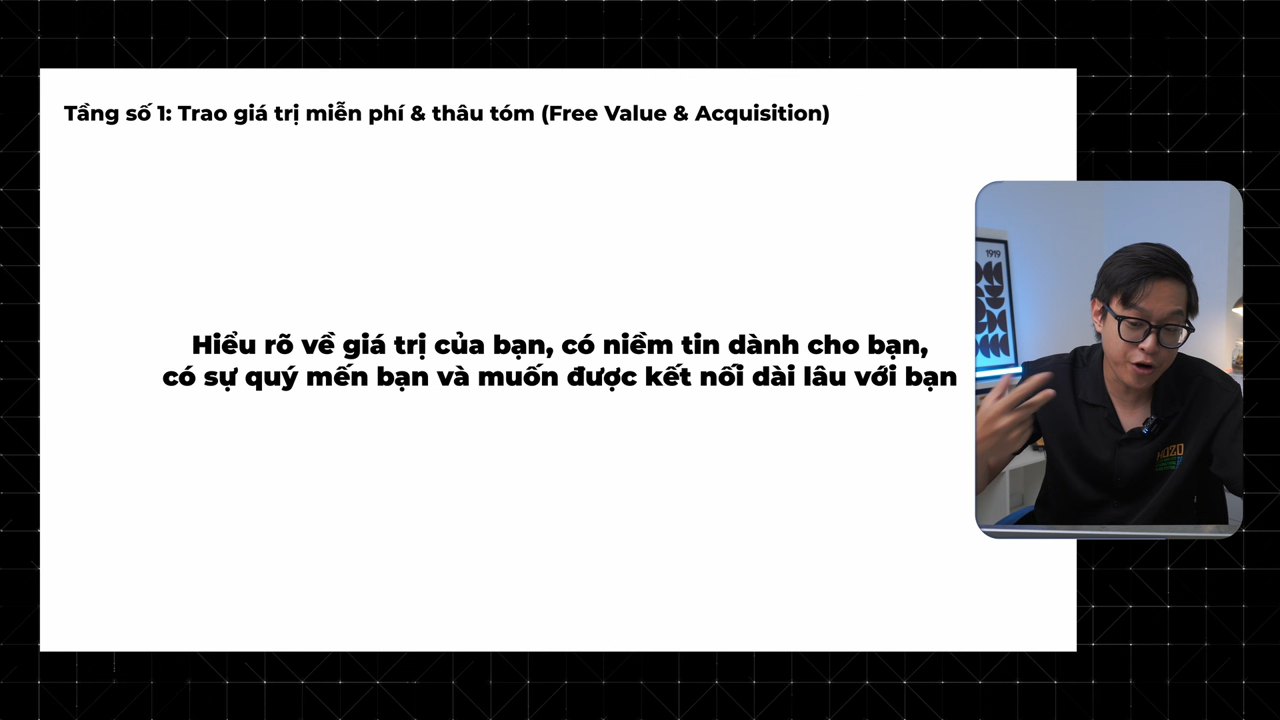 Tầng số 1: Trao giá trị miễn phí & thâu tóm (Free Value & Acquisition)
Hiểu rõ về giá trị của bạn, có niềm tin dành cho bạn,
có sự quý mến bạn và muốn được kết nối dài lâu với bạn
1919